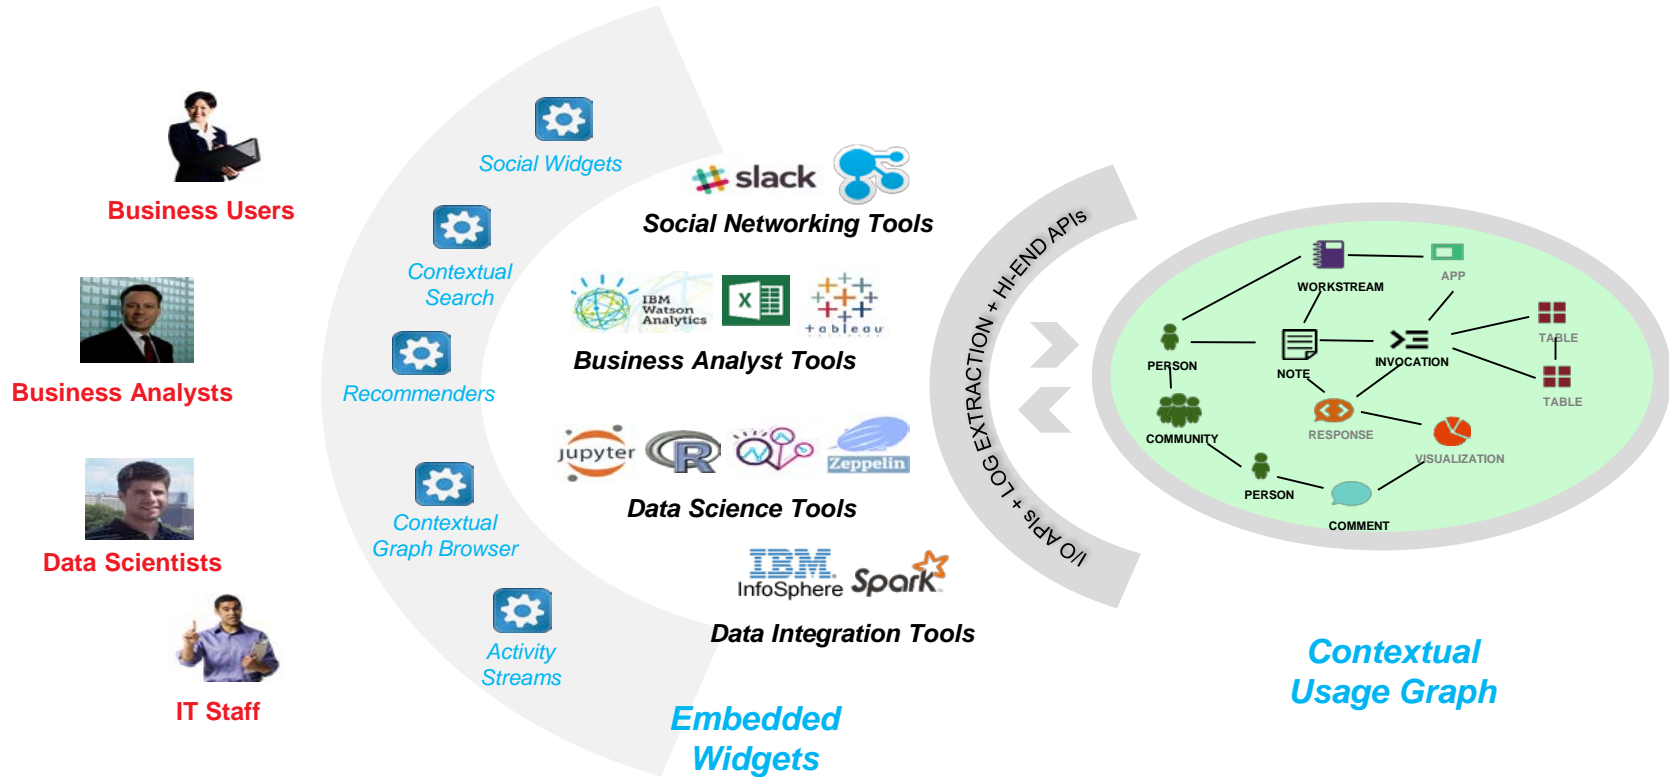 Business Users
Business Analysts
Data Scientists
IT Staff
Social Widgets
Contextual
Search
Recommenders
Contextual
Graph Browser
Activity
Streams
Embedded
Widgets
slack
Social Networking Tools
IBM
Watson
Analytics
X
tableau
Business Analyst Tools
jupyter
R
Zeppelin
Data Science Tools
IBM
InfoSphere
Spark
Data Integration Tools
I/O APIs + LOG EXTRACTION + HI-END APIs
WORKSTREAM
APP
PERSON
NOTE
INVOCATION
TABLE
TABLE
COMMUNITY
RESPONSE
VISUALIZATION
PERSON
COMMENT
Contextual
Usage Graph